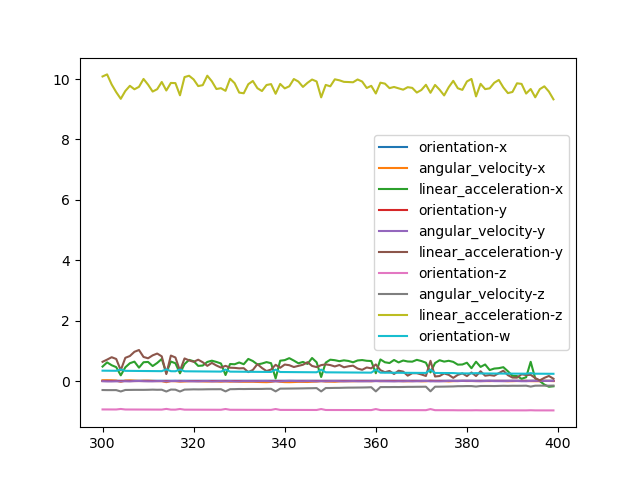 10
8
6
4
2
0
300
320
340
360
380
400
orientation-x
angular_velocity-x
linear_acceleration-x
orientation-y
angular_velocity-y
linear_acceleration-y
orientation-z
angular_velocity-z
linear_acceleration-z
orientation-w